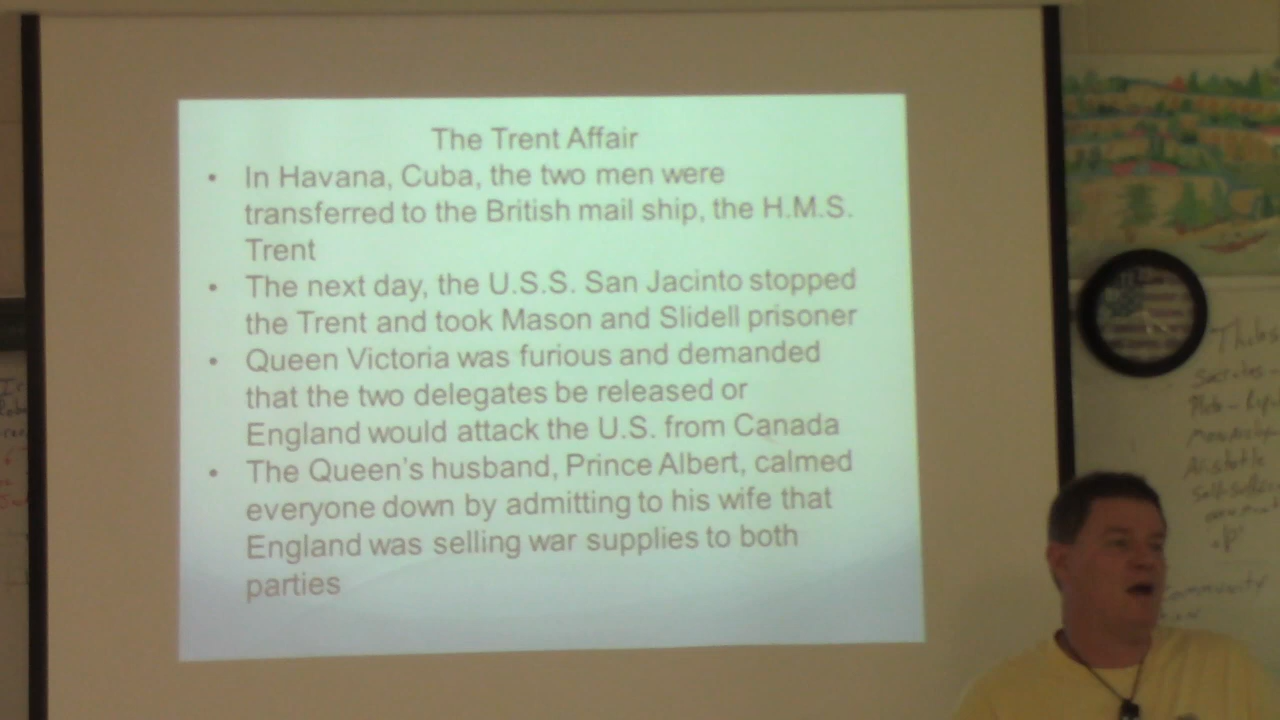 The Trent Affair
• In Havana, Cuba, the two men were
transferred to the British mail ship, the H.M.S.
Trent
• The next day, the U.S.S. San Jacinto stopped
the Trent and took Mason and Slidell prisoner
• Queen Victoria was furious and demanded
that the two delegates be released or
England would attack the U.S. from Canada
• The Queen's husband, Prince Albert, calmed
everyone down by admitting to his wife that
England was selling war supplies to both
parties
Socrates -
Aristotle
Community